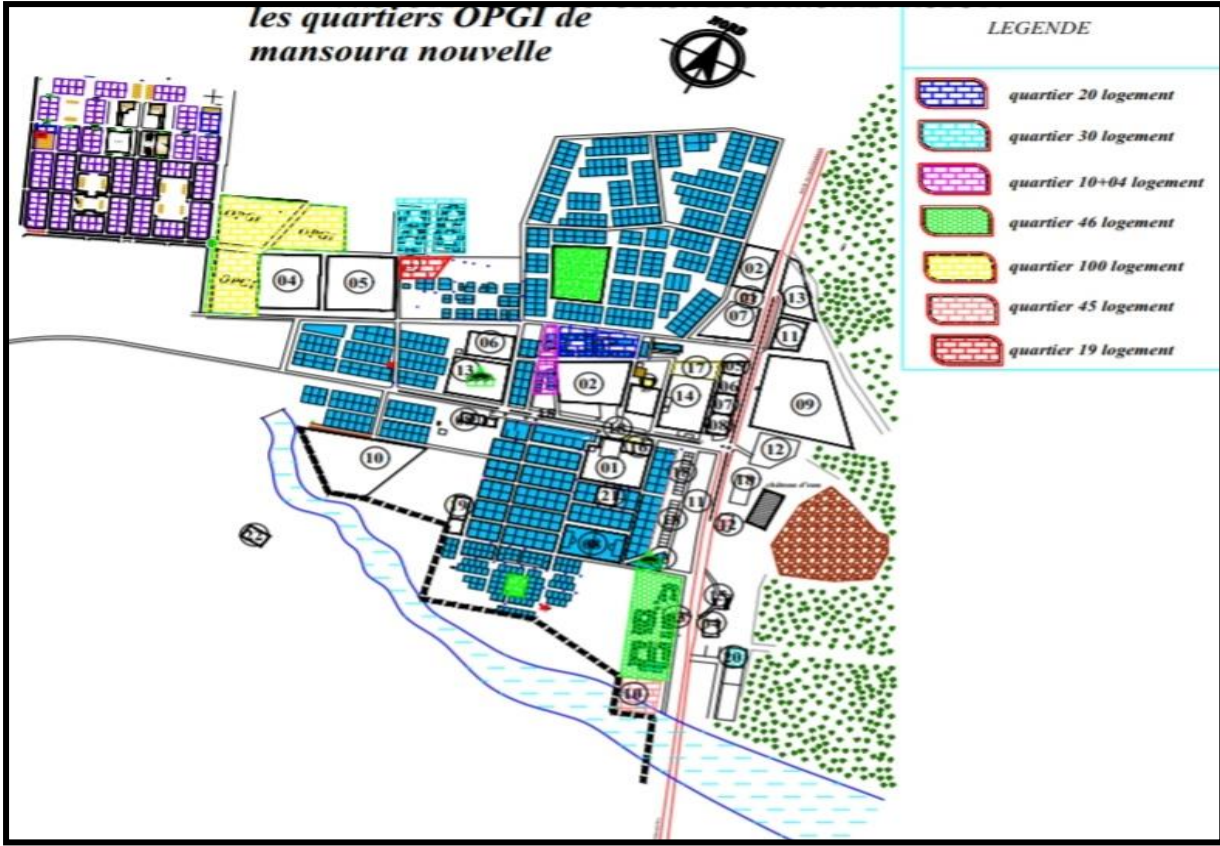 les quartiers OPGI de
mansoura nouvelle
NORD
LEGENDE
quartier 20 logement
quartier 30 logement
quartier 10+04 logement
quartier 46 logement
quartier 100 logement
quartier 45 logement
quartier 19 logement
OPGI
OPGI
OPGI
04
05
02
03
07
13
11
06
13
02
17
14
05
06
07
08
09
10
01
16
21
12
18
château d'eau
19
11
12
22
20
10